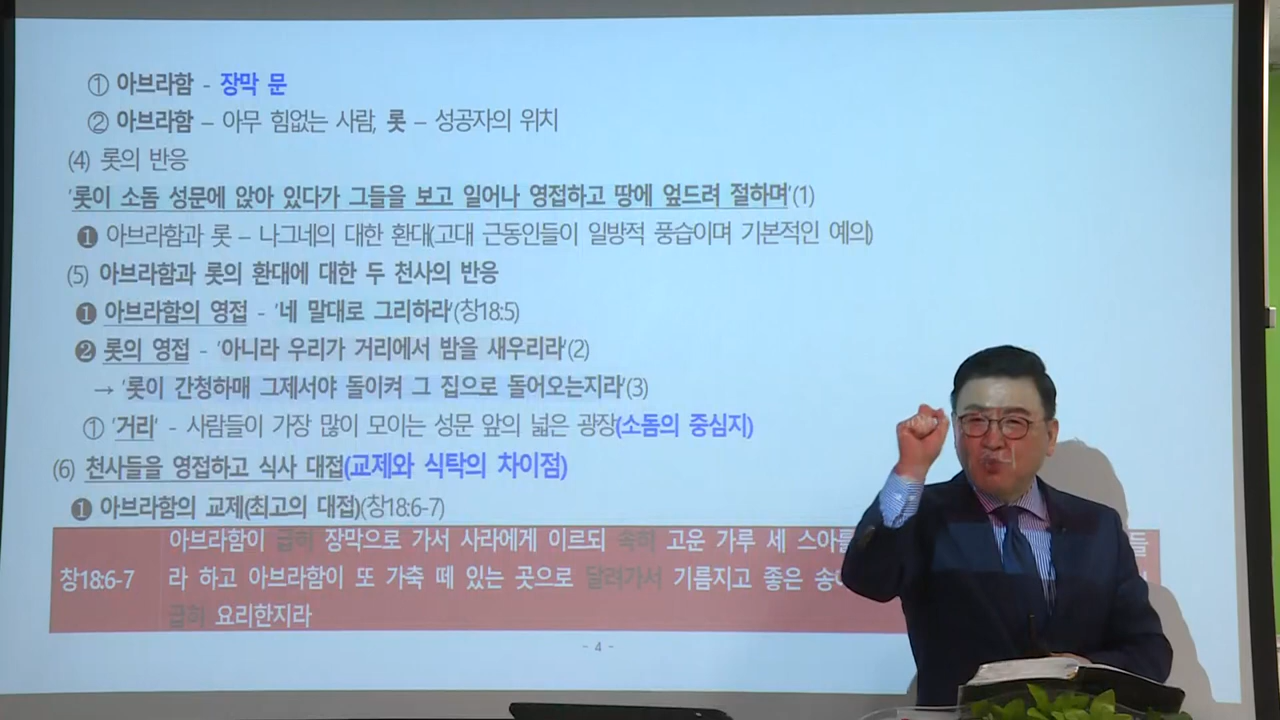 ① 아브라함 - 장막 문
② 아브라함 – 아무 힘없는 사람, 롯 – 성공자의 위치
(4) 롯의 반응
'롯이 소돔 성문에 앉아 있다가 그들을 보고 일어나 영접하고 땅에 엎드려 절하며'(1)
❶ 아브라함과 롯 – 나그네의 대한 환대(고대 근동인들이 일방적 풍습이며 기본적인 예의)
(5) 아브라함과 롯의 환대에 대한 두 천사의 반응
❶ 아브라함의 영접 - '네 말대로 그리하라'(창18:5)
❷ 롯의 영접 - '아니라 우리가 거리에서 밤을 새우리라'(2)
→ '롯이 간청하매 그제서야 돌이켜 그 집으로 돌어오는지라'(3)
① '거리' - 사람들이 가장 많이 모이는 성문 앞의 넓은 광장(소돔의 중심지)
(6) 천사들을 영접하고 식사 대접(교제와 식탁의 차이점)
❶ 아브라함의 교제(최고의 대접)(창18:6-7)
아브라함이 급히 장막으로 가서 사라에게 이르되 속히 고운 가루 세 스아를 들
창18:6-7 라 하고 아브라함이 또 가축 떼 있는 곳으로 달려가서 기름지고 좋은
급히 요리한지라
- 4 -